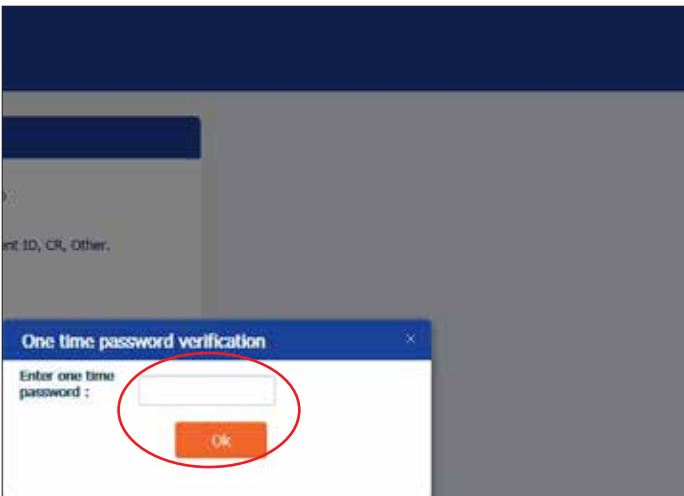 ent ID, CR, Other.
One time password verification
×
Enter one time
password :
Ok